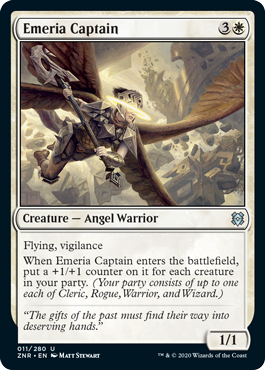 Emeria Captain 3
Creature — Angel Warrior
Flying, vigilance
When Emeria Captain enters the battlefield,
put a +1/+1 counter on it for each creature
in your party. (Your party consists of up to one
each of Cleric, Rogue, Warrior, and Wizard.)
“The gifts of the past must find their way into
deserving hands.”
1/1
011/280 U
ZNR • EN MATT STEWART
™ & © 2020 Wizards of the Coast